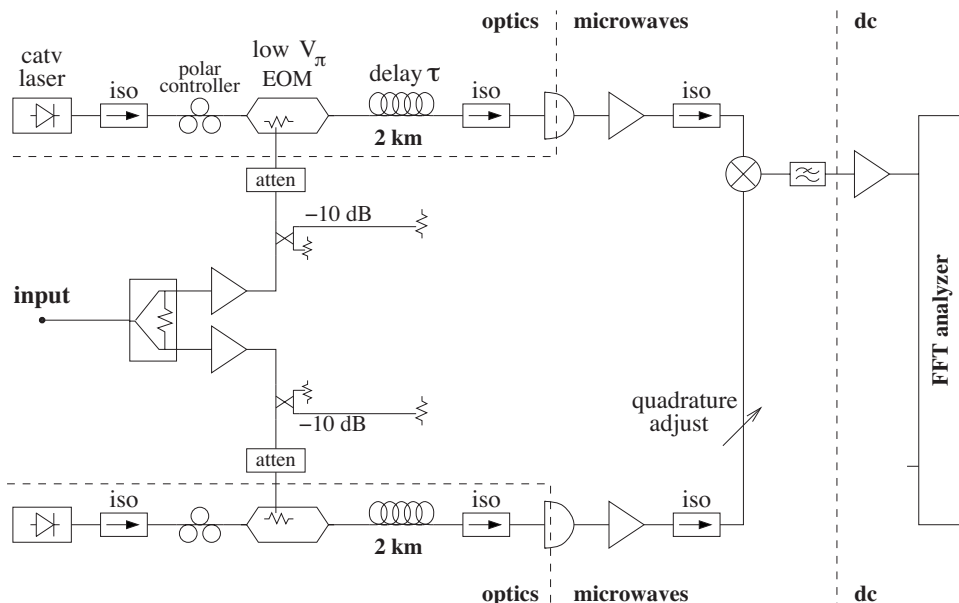 optics microwaves dc
catv
laser
iso
polar
controller
low Vπ
EOM
delay τ
2 km
iso
iso
atten
−10 dB
input
−10 dB
atten
quadrature
adjust
FFT analyzer
iso
2 km
iso
iso
optics microwaves dc